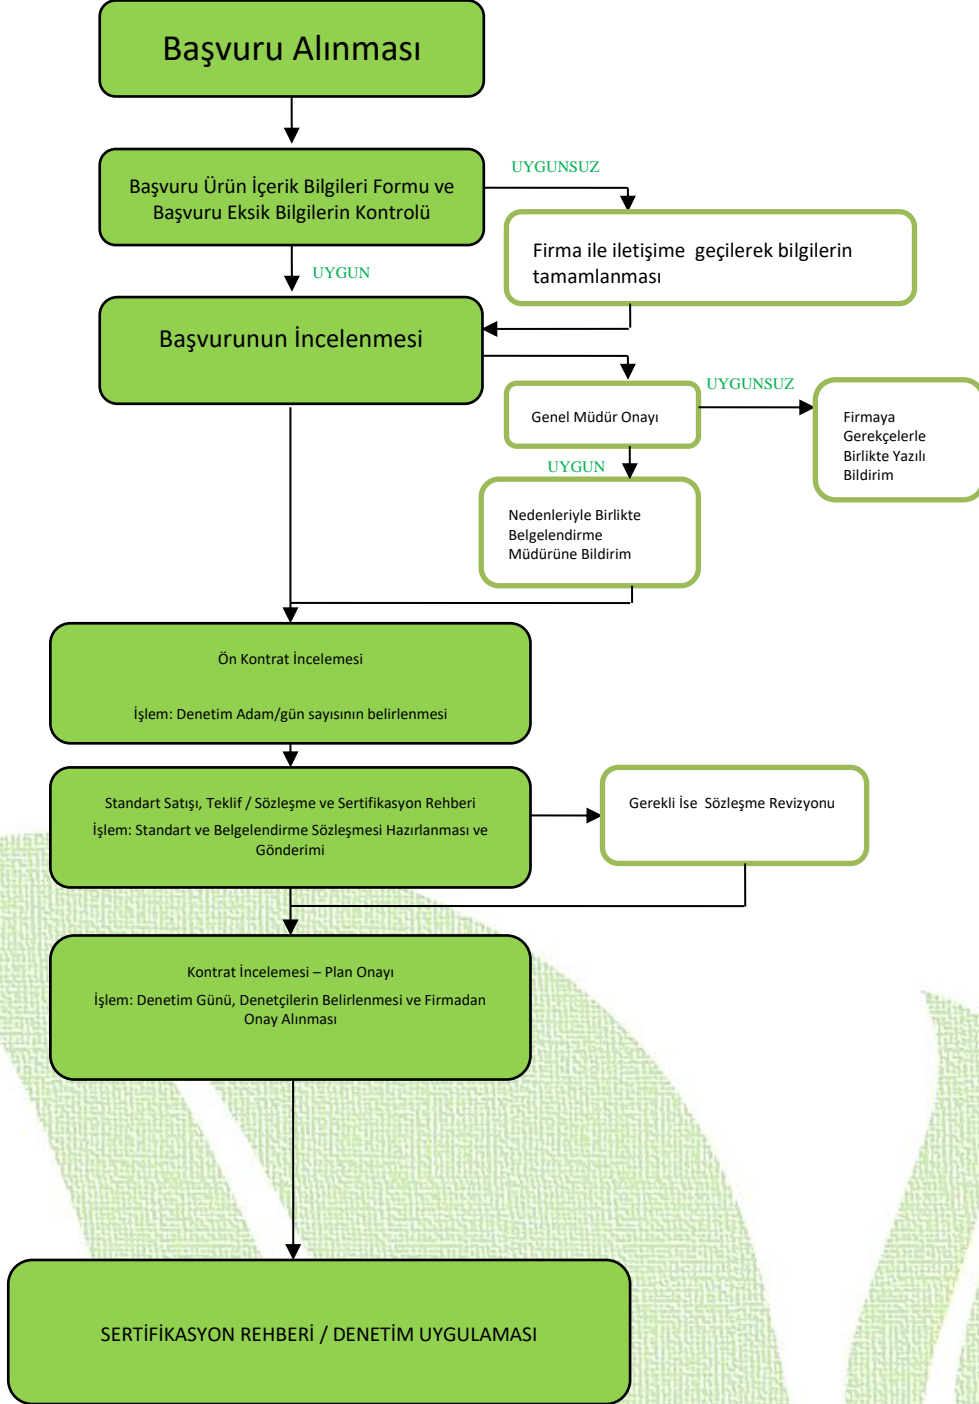 Başvuru Alınması
UYGUNSUZ
Başvuru Ürün İçerik Bilgileri Formu ve
Başvuru Eksik Bilgilerin Kontrolü
Firma ile iletişime  geçilerek bilgilerin
tamamlanması
UYGUN
Başvurunun İncelenmesi
UYGUNSUZ
Genel Müdür Onayı
Firmaya
Gerekçelerle
Birlikte Yazılı
Bildirim
UYGUN
Nedenleriyle Birlikte
Belgelendirme
Müdürüne Bildirim
Ön Kontrat İncelemesi
İşlem: Denetim Adam/gün sayısının belirlenmesi
Standart Satışı, Teklif / Sözleşme ve Sertifikasyon Rehberi
İşlem: Standart ve Belgelendirme Sözleşmesi Hazırlanması ve
Gönderimi
Gerekli İse  Sözleşme Revizyonu
Kontrat İncelemesi – Plan Onayı
İşlem: Denetim Günü, Denetçilerin Belirlenmesi ve Firmadan
Onay Alınması
SERTİFİKASYON REHBERİ / DENETİM UYGULAMASI